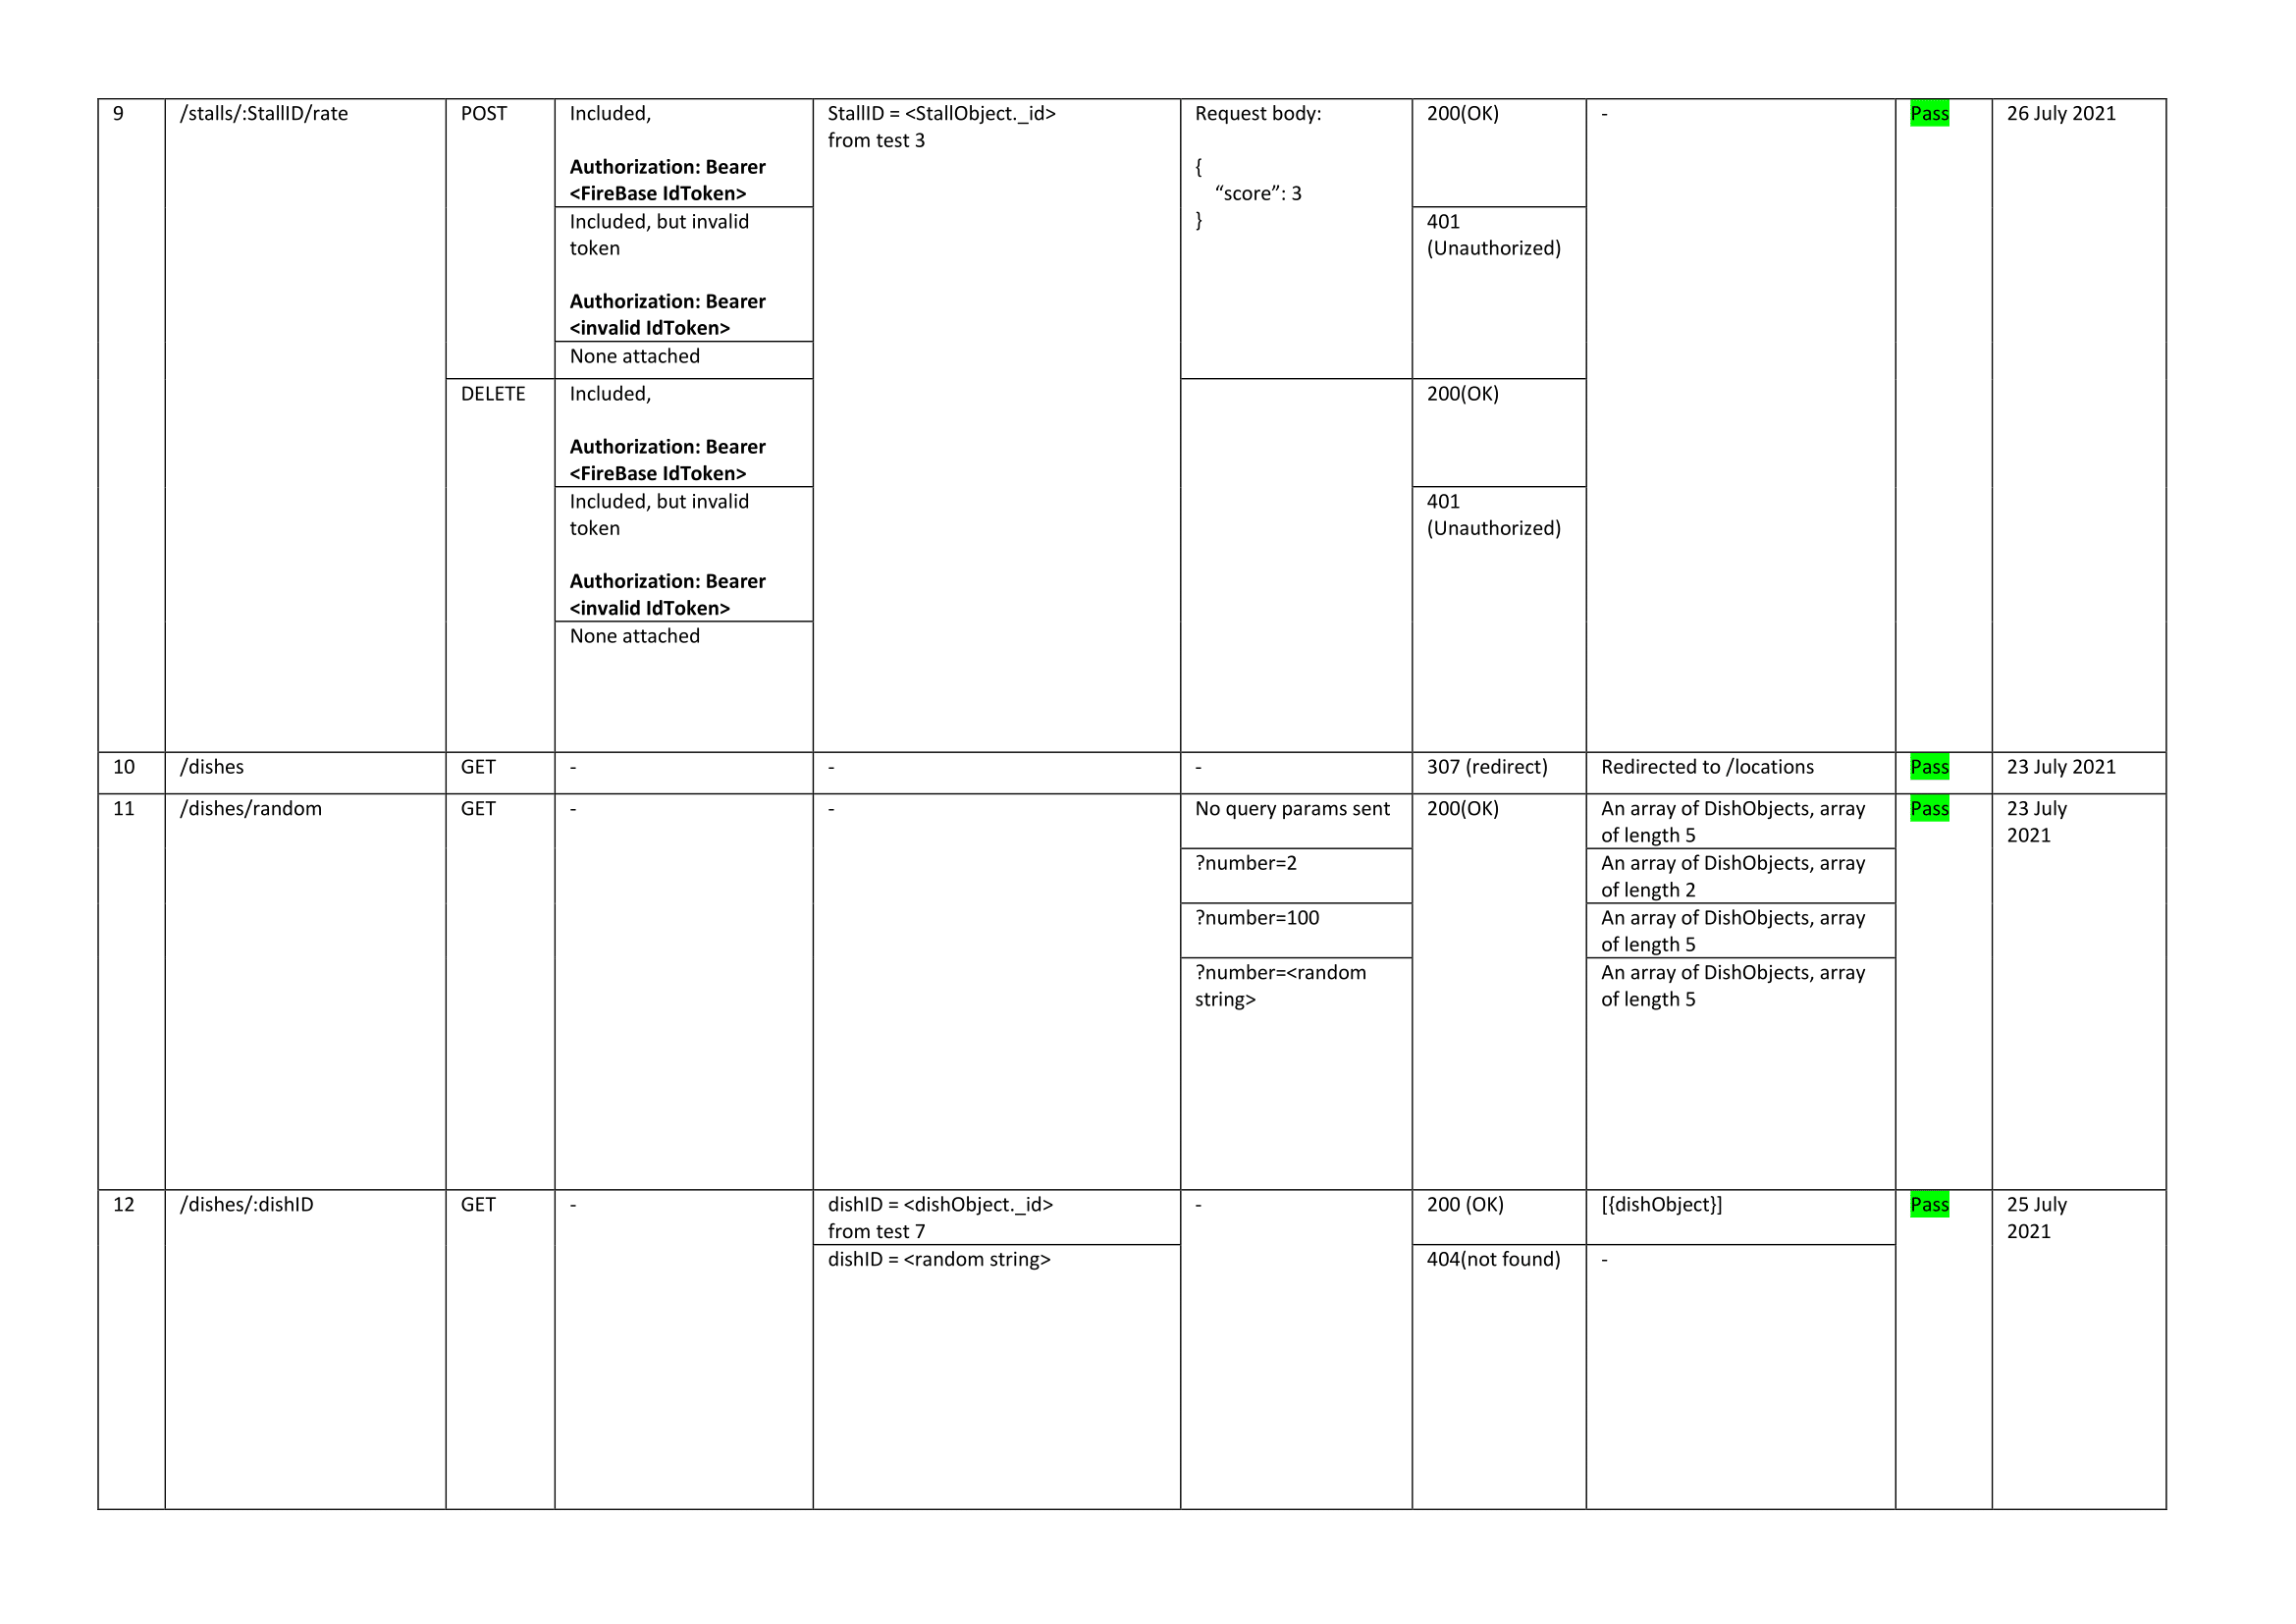 9
/stalls/:StallID/rate
POST
Included,
Authorization: Bearer
<FireBase IdToken>
StallID = <StallObject._id>
from test 3
Request body:
{
“score”: 3
}
200(OK)
-
Pass
26 July 2021
Included, but invalid
token
Authorization: Bearer
<invalid IdToken>
401
(Unauthorized)
None attached
DELETE
Included,
Authorization: Bearer
<FireBase IdToken>
200(OK)
Included, but invalid
token
Authorization: Bearer
<invalid IdToken>
401
(Unauthorized)
None attached
10
/dishes
GET
-
-
-
307 (redirect)
Redirected to /locations
Pass
23 July 2021
11
/dishes/random
GET
-
-
No query params sent
200(OK)
An array of DishObjects, array
of length 5
Pass
23 July
2021
?number=2
An array of DishObjects, array
of length 2
?number=100
An array of DishObjects, array
of length 5
?number=<random
string>
An array of DishObjects, array
of length 5
12
/dishes/:dishID
GET
-
dishID = <dishObject._id>
from test 7
-
200 (OK)
[{dishObject}]
Pass
25 July
2021
dishID = <random string>
404(not found)
-